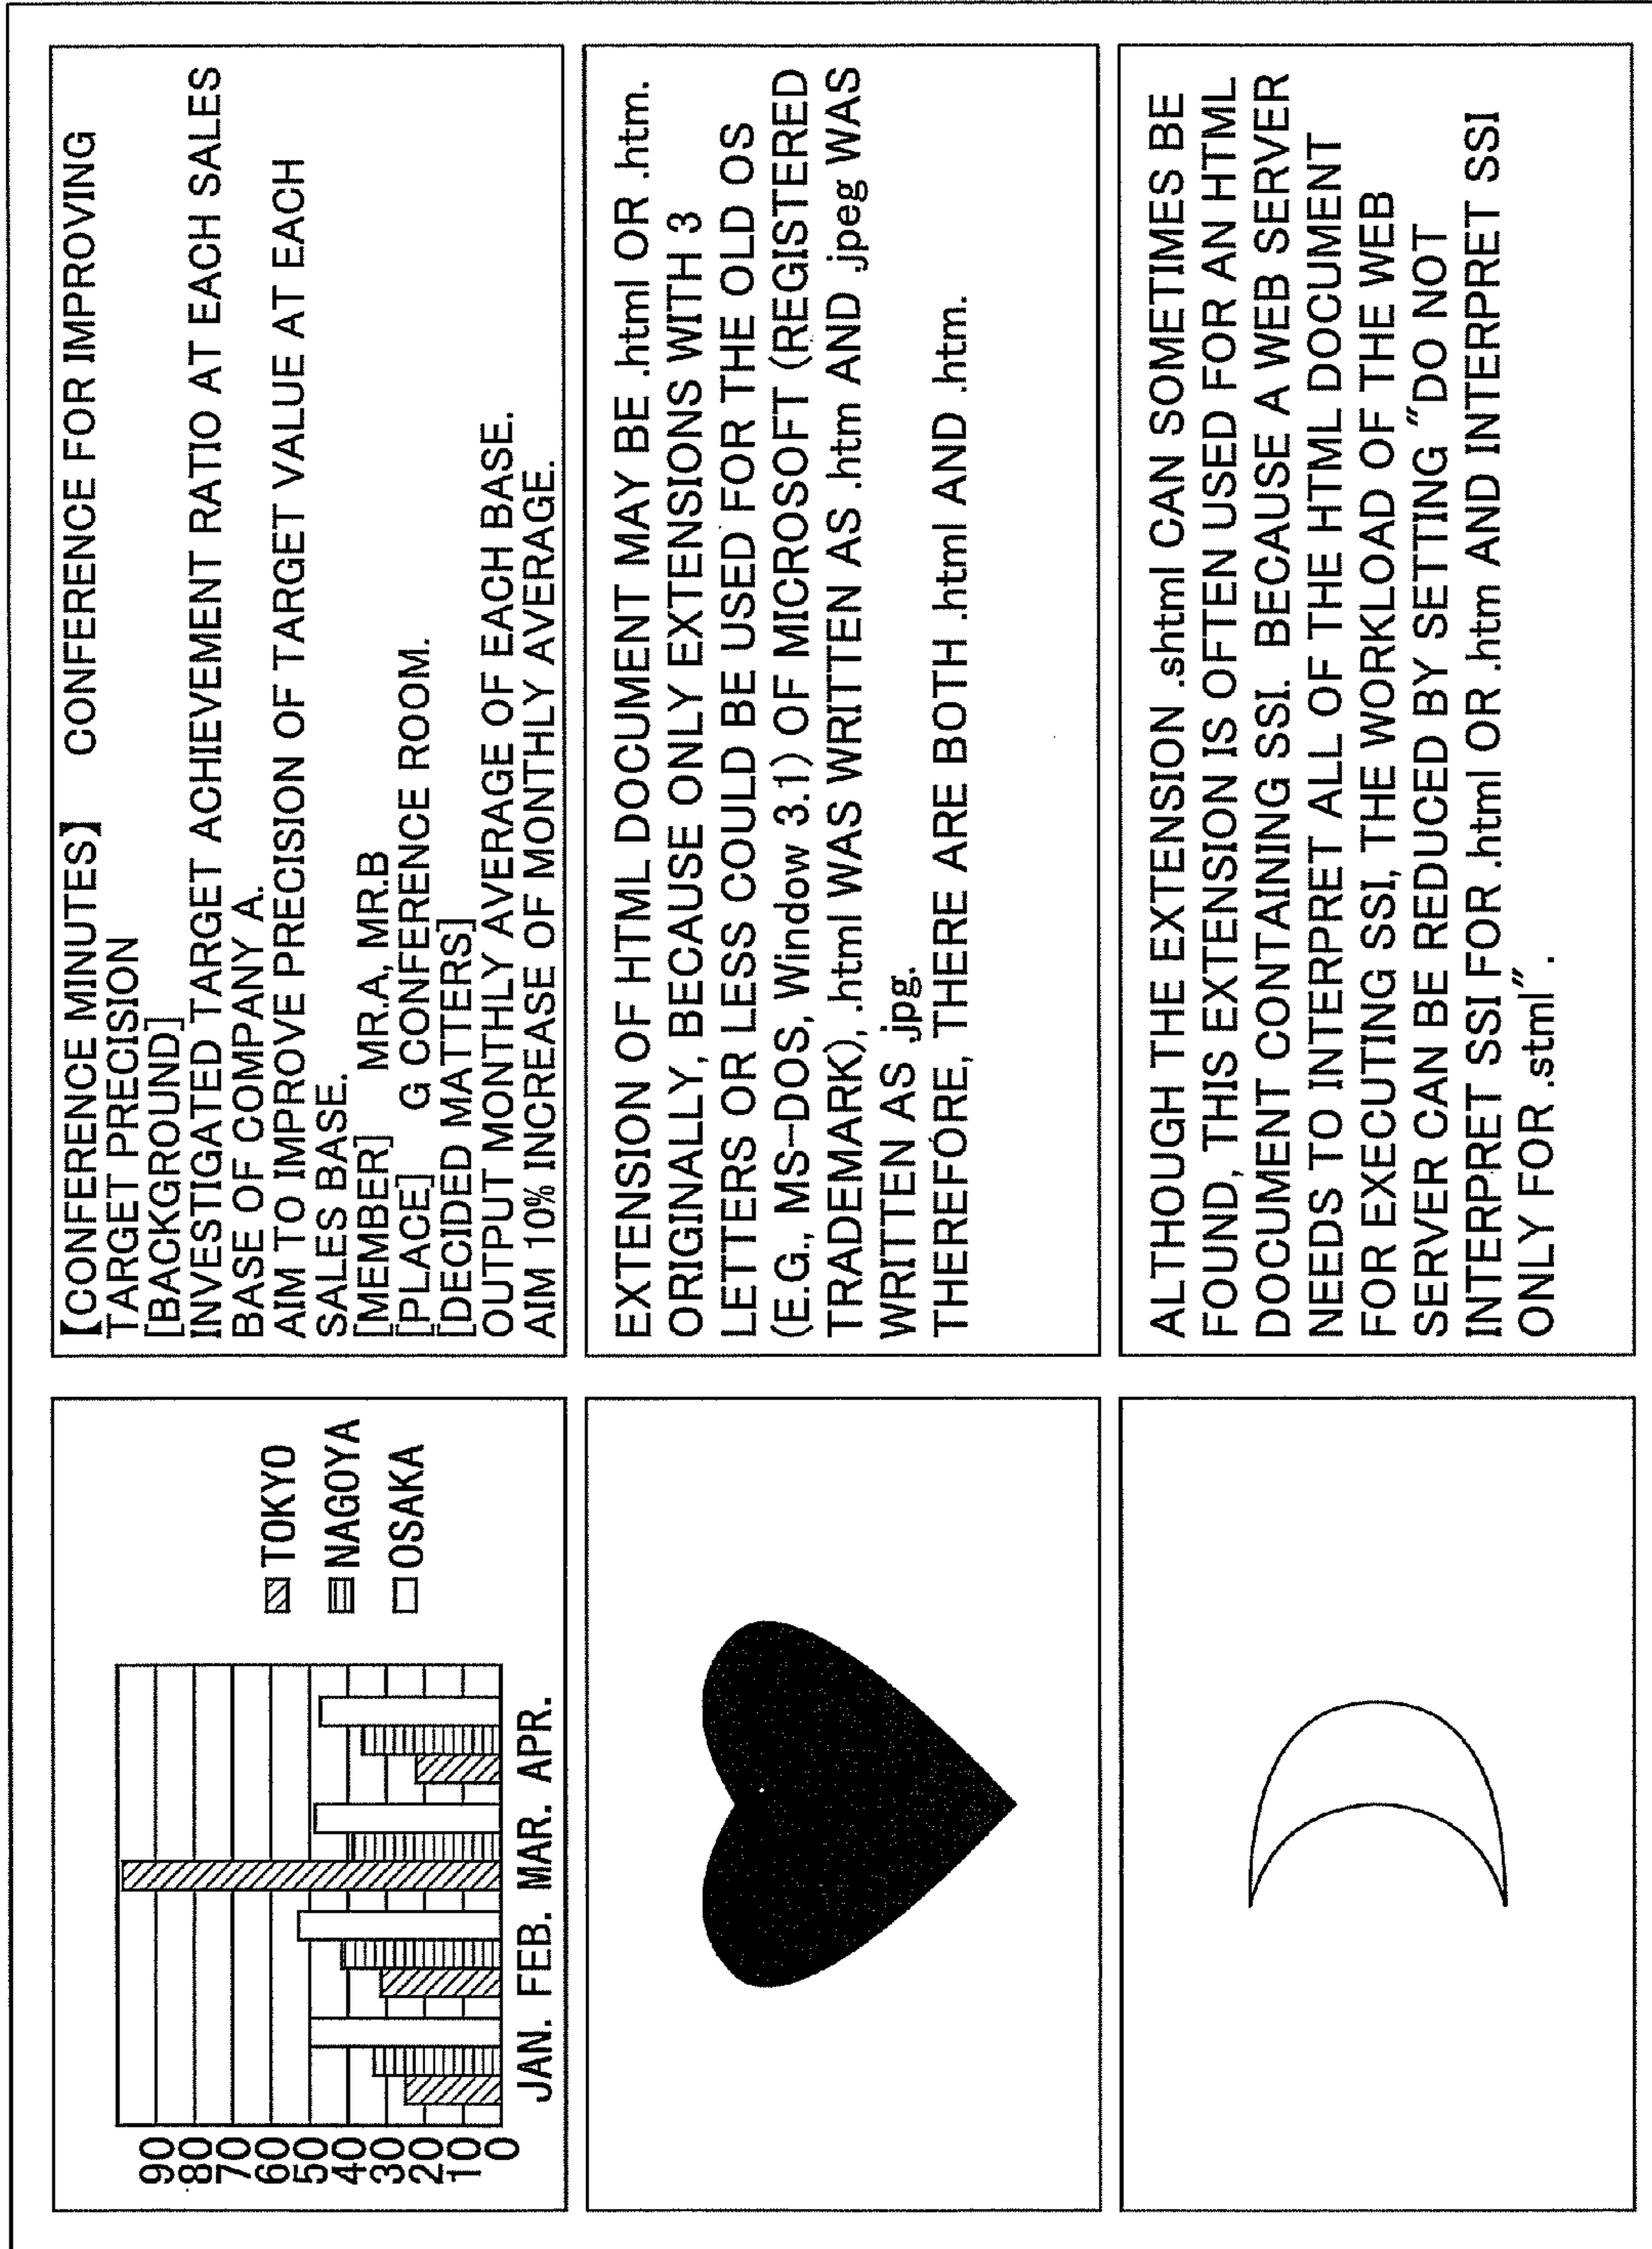 90
80
70
60
50
40
30
20
10
0
JAN. FEB. MAR. APR.
TOKYO
NAGOYA
OSAKA
【CONFERENCE MINUTES】 CONFERENCE FOR IMPROVING
TARGET PRECISION
[BACKGROUND]
INVESTIGATED TARGET ACHIEVEMENT RATIO AT EACH SALES
BASE OF COMPANY A.
AIM TO IMPROVE PRECISION OF TARGET VALUE AT EACH
SALES BASE.
[MEMBER] MR.A, MR.B
[PLACE] G CONFERENCE ROOM.
[DECIDED MATTERS]
OUTPUT MONTHLY AVERAGE OF EACH BASE.
AIM 10% INCREASE OF MONTHLY AVERAGE.
EXTENSION OF HTML DOCUMENT MAY BE .html OR .htm.
ORIGINALLY, BECAUSE ONLY EXTENSIONS WITH 3
LETTERS OR LESS COULD BE USED FOR THE OLD OS
(E.G., MS-DOS, Window 3.1) OF MICROSOFT (REGISTERED
TRADEMARK), .html WAS WRITTEN AS .htm AND .jpeg WAS
WRITTEN AS .jpg.
THEREFORE, THERE ARE BOTH .html AND .htm.
ALTHOUGH THE EXTENSION .shtml CAN SOMETIMES BE
FOUND, THIS EXTENSION IS OFTEN USED FOR AN HTML
DOCUMENT CONTAINING SSI. BECAUSE A WEB SERVER
NEEDS TO INTERPRET ALL OF THE HTML DOCUMENT
FOR EXECUTING SSI, THE WORKLOAD OF THE WEB
SERVER CAN BE REDUCED BY SETTING "DO NOT
INTERPRET SSI FOR .html OR .htm AND INTERPRET SSI
ONLY FOR .stml".